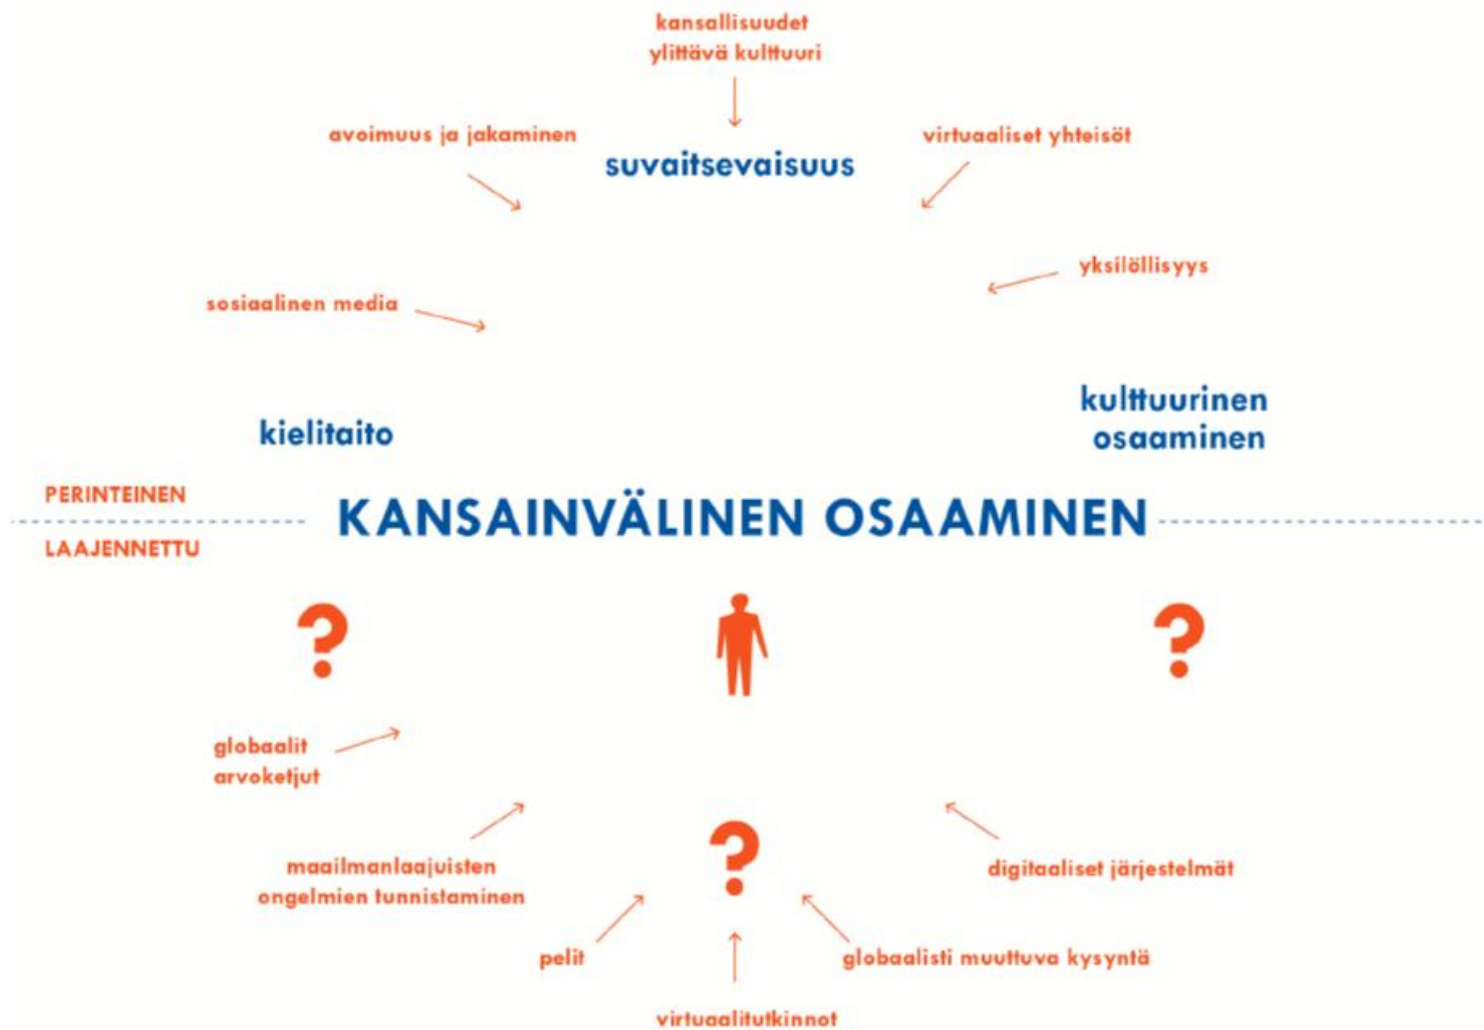 kansallisuudet
ylittävä kulttuuri
avoimuus ja jakaminen
virtuaaliset yhteisöt
suvaitsevaisuus
yksilöllisyys
sosiaalinen media
kulttuurinen
osaaminen
kielitaito
PERINTEINEN
KANSAINVÄLINEN OSAAMINEN
LAAJENNETTU
? ?
globaalit
arvoketjut
?
maailmanlaajuisten
ongelmien tunnistaminen
digitaaliset järjestelmät
pelit
globaalisti muuttuva kysyntä
virtuaalitutkinnot